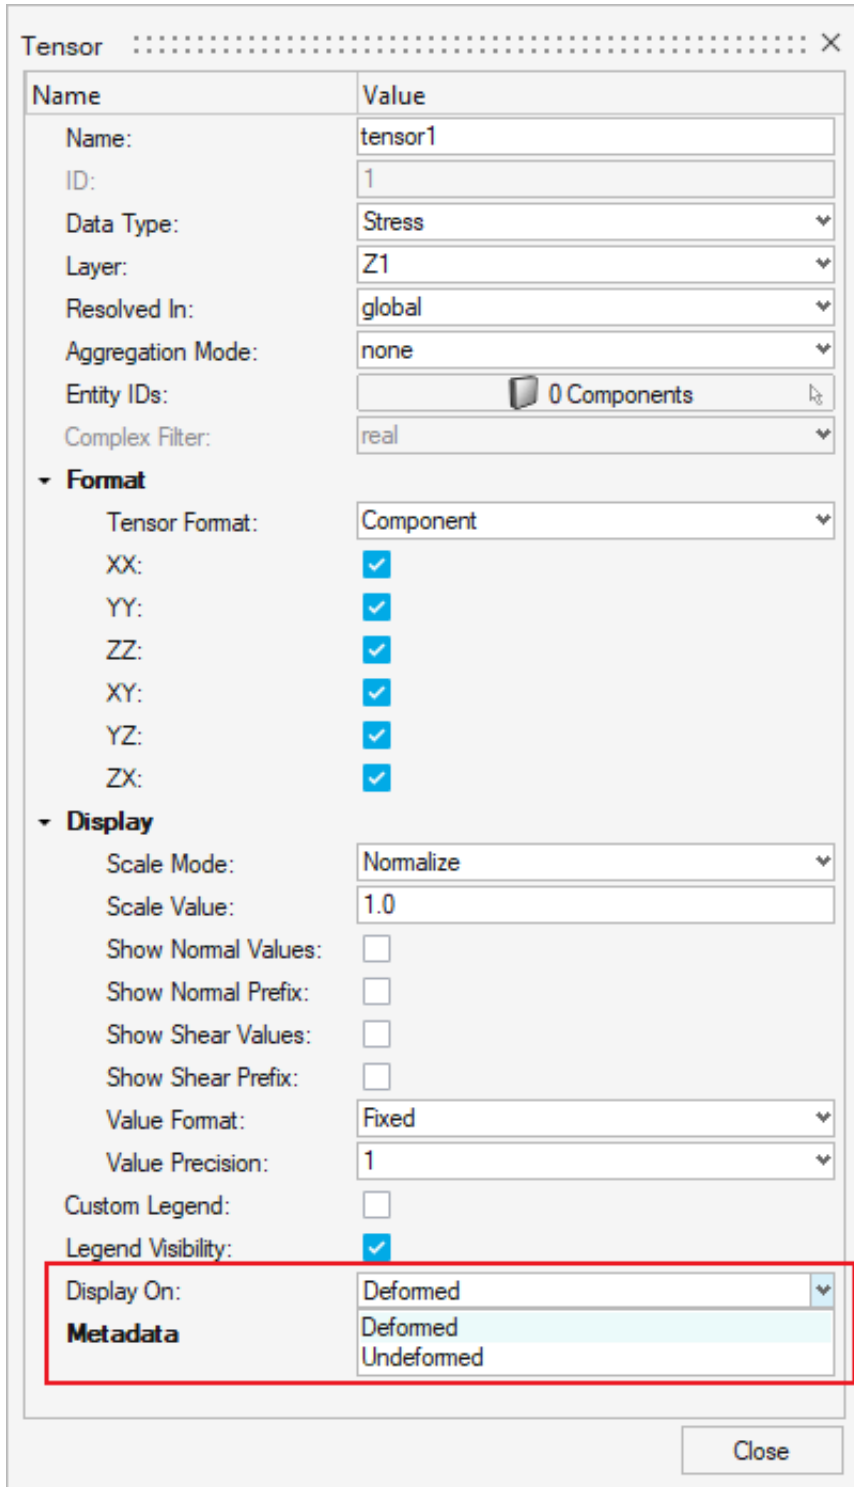 Tensor
Name Value
Name: tensor1
ID: 1
Data Type: Stress
Layer: Z1
Resolved In: global
Aggregation Mode: none
Entity IDs: 0 Components
Complex Filter: real
Format
Tensor Format: Component
XX:
YY:
ZZ:
XY:
YZ:
ZX:
Display
Scale Mode: Normalize
Scale Value: 1.0
Show Normal Values:
Show Normal Prefix:
Show Shear Values:
Show Shear Prefix:
Value Format: Fixed
Value Precision: 1
Custom Legend:
Legend Visibility:
Display On: Deformed
Metadata Deformed
Undeformed
Close